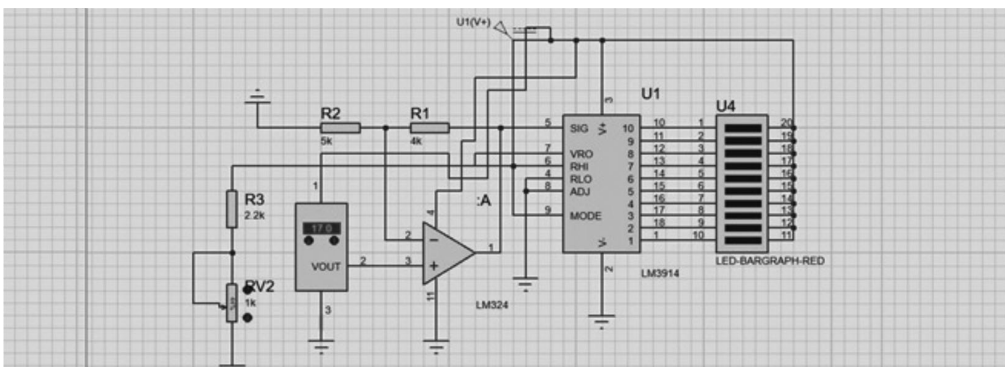 U1(V+)
R2
5k
R1
4k
R3
2.2k
RV2
1k
1
17.0
VOUT
2
3
2
3
4
11
1
:A
LM324
U1
5 SIG
7 VRO
6 RHI
4 RLO
8 ADJ
9 MODE
V+
3
V-
2
LM3914
10 10 1
9 11 2
8 12 3
7 13 4
6 14 5
5 15 6
4 16 7
3 17 8
2 18 9
1 1 10
U4
20
19
18
17
16
15
14
13
12
11
LED-BARGRAPH-RED